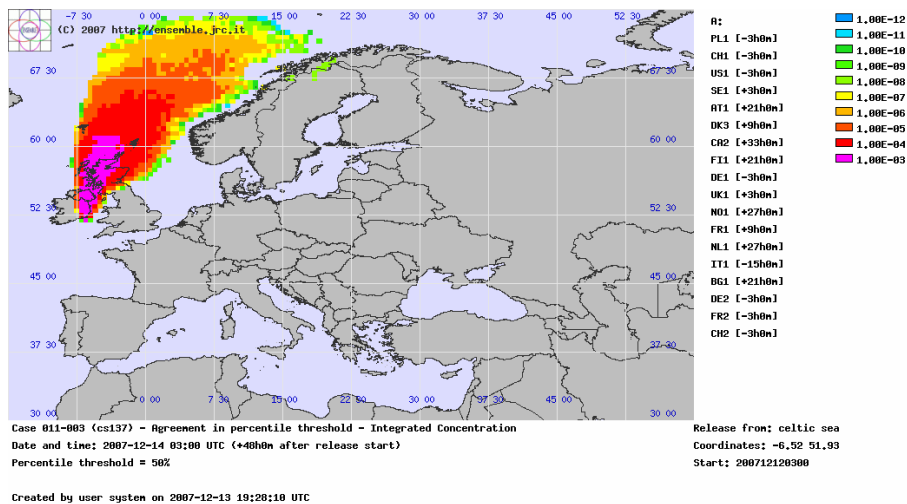 -7 30 0 00 7 30 15 00 22 30 30 00 37 30 45 00 52 30
(C) 2007 http://ensemble.jrc.it
67 30
60 00
52 30
45 00
37 30
30 00
0 00 7 30 15 00 22 30 30 00 45 00
A:
PL1 [-3h0m]
CH1 [-3h0m]
US1 [-3h0m]
SE1 [+3h0m]
AT1 [+21h0m]
DK3 [+9h0m]
CA2 [+33h0m]
FI1 [+21h0m]
DE1 [-3h0m]
UK1 [+3h0m]
NO1 [+27h0m]
FR1 [+9h0m]
NL1 [+27h0m]
IT1 [-15h0m]
BG1 [+21h0m]
DE2 [-3h0m]
FR2 [-3h0m]
CH2 [-3h0m]
1.00E-12
1.00E-11
1.00E-10
1.00E-09
1.00E-08
1.00E-07
1.00E-06
1.00E-05
1.00E-04
1.00E-03
Case 011-003 (cs137) - Agreement in percentile threshold - Integrated Concentration
Date and time: 2007-12-14 03:00 UTC (+48h0m after release start)
Percentile threshold = 50%
Release from: celtic sea
Coordinates: -6.52 51.93
Start: 200712120300
Created by user system on 2007-12-13 19:28:10 UTC